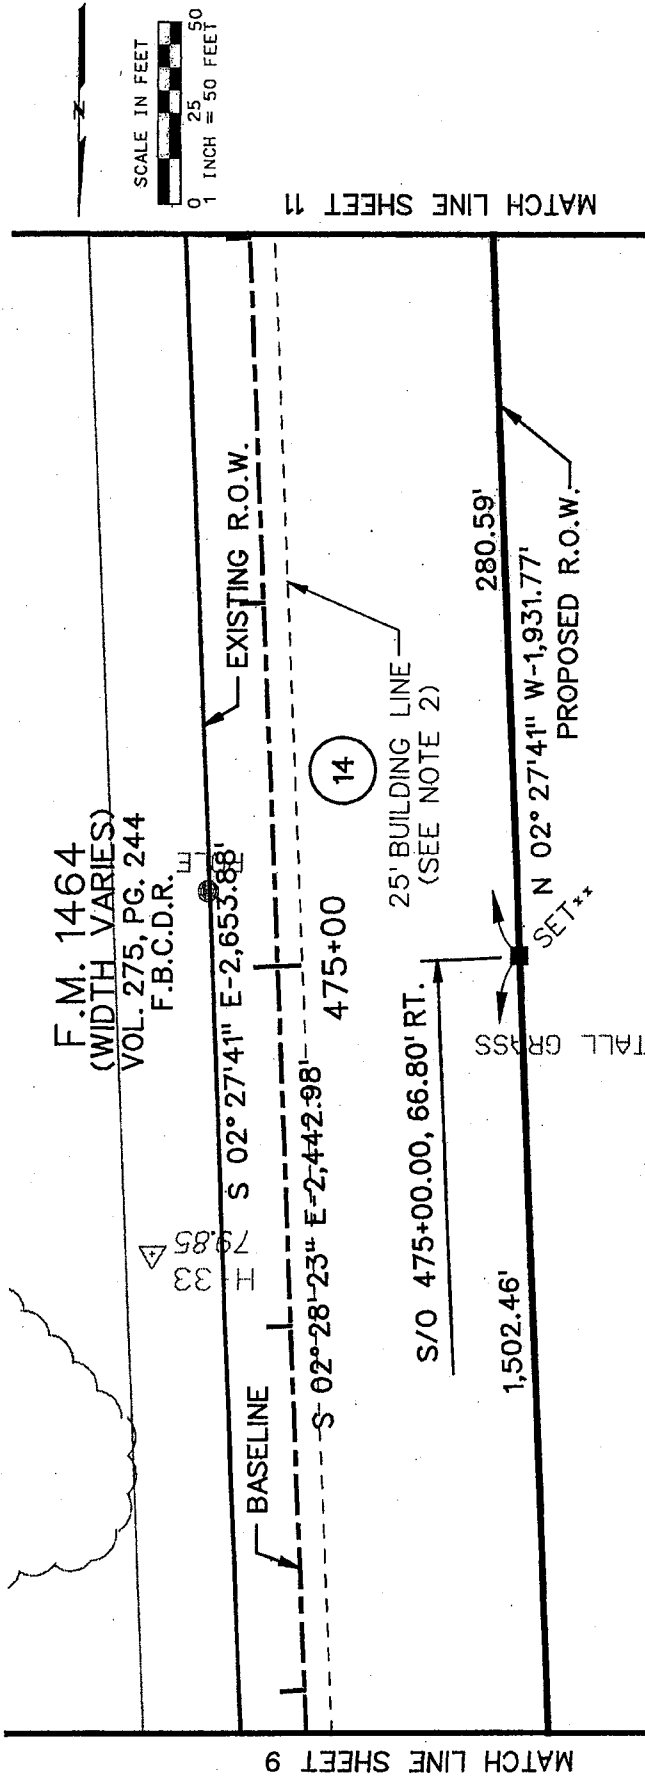 N
SCALE IN FEET
0 25 50
1 INCH = 50 FEET
MATCH LINE SHEET 11
F.M. 1464
(WIDTH VARIES)
VOL. 275, PG. 244
F.B.C.D.R.
EXISTING R.O.W.
S 02° 27'41" E-2,653.88'
H-33
79.85
BASELINE
S 02° 28'23" E-2,442.98'
475+00
14
25' BUILDING LINE
(SEE NOTE 2)
S/O 475+00.00, 66.80' RT.
280.59'
N 02° 27'41" W-1,931.77'
PROPOSED R.O.W.
SET**
TALL GRASS
1,502.46'
MATCH LINE SHEET 9